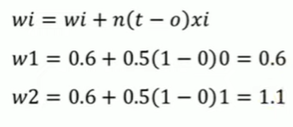 wi = wi + n(t − o)xi
w1 = 0.6 + 0.5(1 − 0)0 = 0.6
w2 = 0.6 + 0.5(1 − 0)1 = 1.1